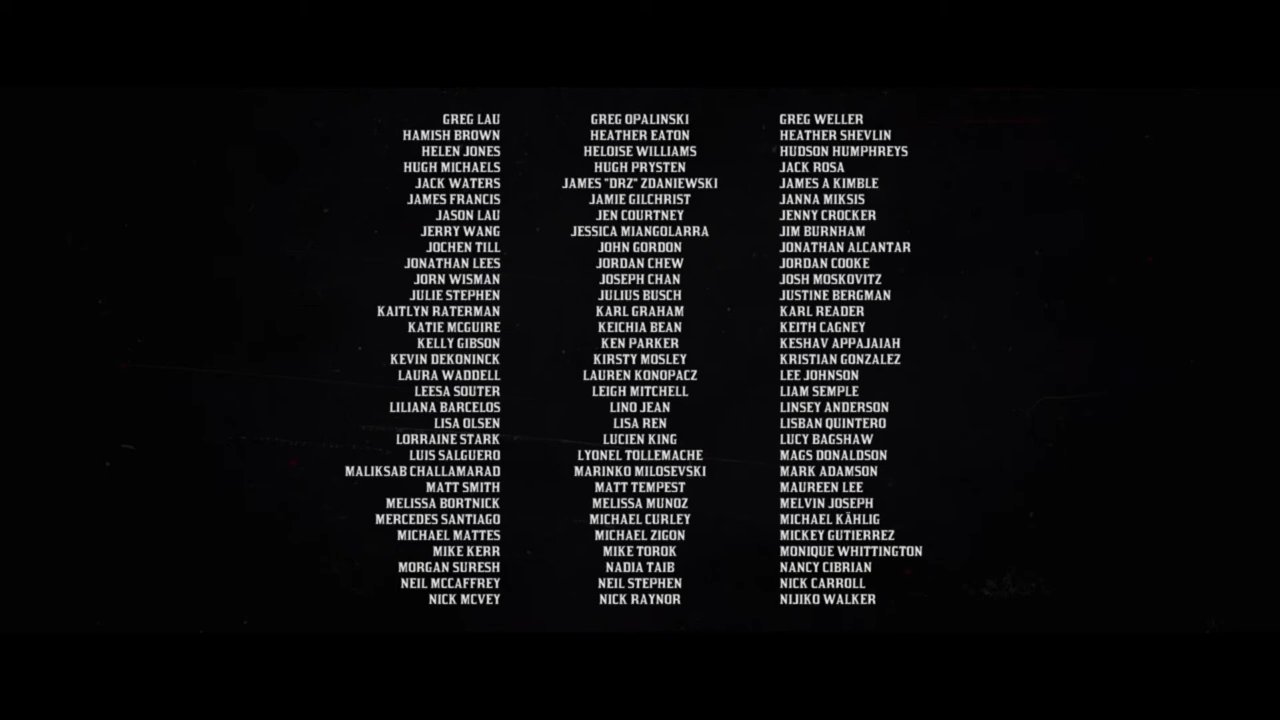 GREG LAU GREG OPALINSKI GREG WELLER
HAMISH BROWN HEATHER EATON HEATHER SHEVLIN
HELEN JONES HELOISE WILLIAMS HUDSON HUMPHREYS
HUGH MICHAELS HUGH PRYSTEN JACK ROSA
JACK WATERS JAMES "DRZ" ZDANIEWSKI JAMES A KIMBLE
JAMES FRANCIS JAMIE GILCHRIST JANNA MIKSIS
JASON LAU JEN COURTNEY JENNY CROCKER
JERRY WANG JESSICA MIANGOLARRA JIM BURNHAM
JOCHEN TILL JOHN GORDON JONATHAN ALCANTAR
JONATHAN LEES JORDAN CHEW JORDAN COOKE
JORN WISMAN JOSEPH CHAN JOSH MOSKOVITZ
JULIE STEPHEN JULIUS BUSCH JUSTINE BERGMAN
KAITLYN RATERMAN KARL GRAHAM KARL READER
KATIE MCGUIRE KEICHIA BEAN KEITH CAGNEY
KELLY GIBSON KEN PARKER KESHAV APPAJAIAH
KEVIN DEKONINCK KIRSTY MOSLEY KRISTIAN GONZALEZ
LAURA WADDELL LAUREN KONOPACZ LEE JOHNSON
LEESA SOUTER LEIGH MITCHELL LIAM SEMPLE
LILIANA BARCELOS LINO JEAN LINSEY ANDERSON
LISA OLSEN LISA REN LISBAN QUINTERO
LORRAINE STARK LUCIEN KING LUCY BAGSHAW
LUIS SALGUERO LYONEL TOLLEMACHE MAGS DONALDSON
MALIKSAB CHALLAMARAD MARINKO MILOSEVSKI MARK ADAMSON
MATT SMITH MATT TEMPEST MAUREEN LEE
MELISSA BORTNICK MELISSA MUNOZ MELVIN JOSEPH
MERCEDES SANTIAGO MICHAEL CURLEY MICHAEL KÄHLIG
MICHAEL MATTES MICHAEL ZIGON MICKEY GUTIERREZ
MIKE KERR MIKE TOROK MONIQUE WHITTINGTON
MORGAN SURESH NADIA TAIB NANCY CIBRIAN
NEIL MCCAFFREY NEIL STEPHEN NICK CARROLL
NICK MCVEY NICK RAYNOR NIJIKO WALKER